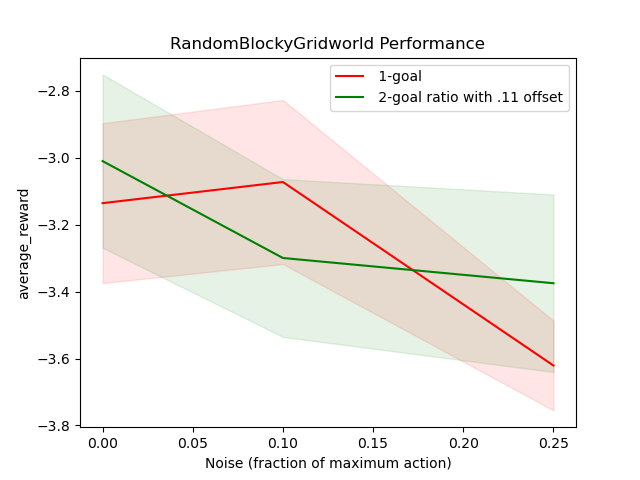 RandomBlockyGridworld Performance
1-goal
2-goal ratio with .11 offset
average_reward
−2.8
−3.0
−3.2
−3.4
−3.6
−3.8
0.00 0.05 0.10 0.15 0.20 0.25
Noise (fraction of maximum action)